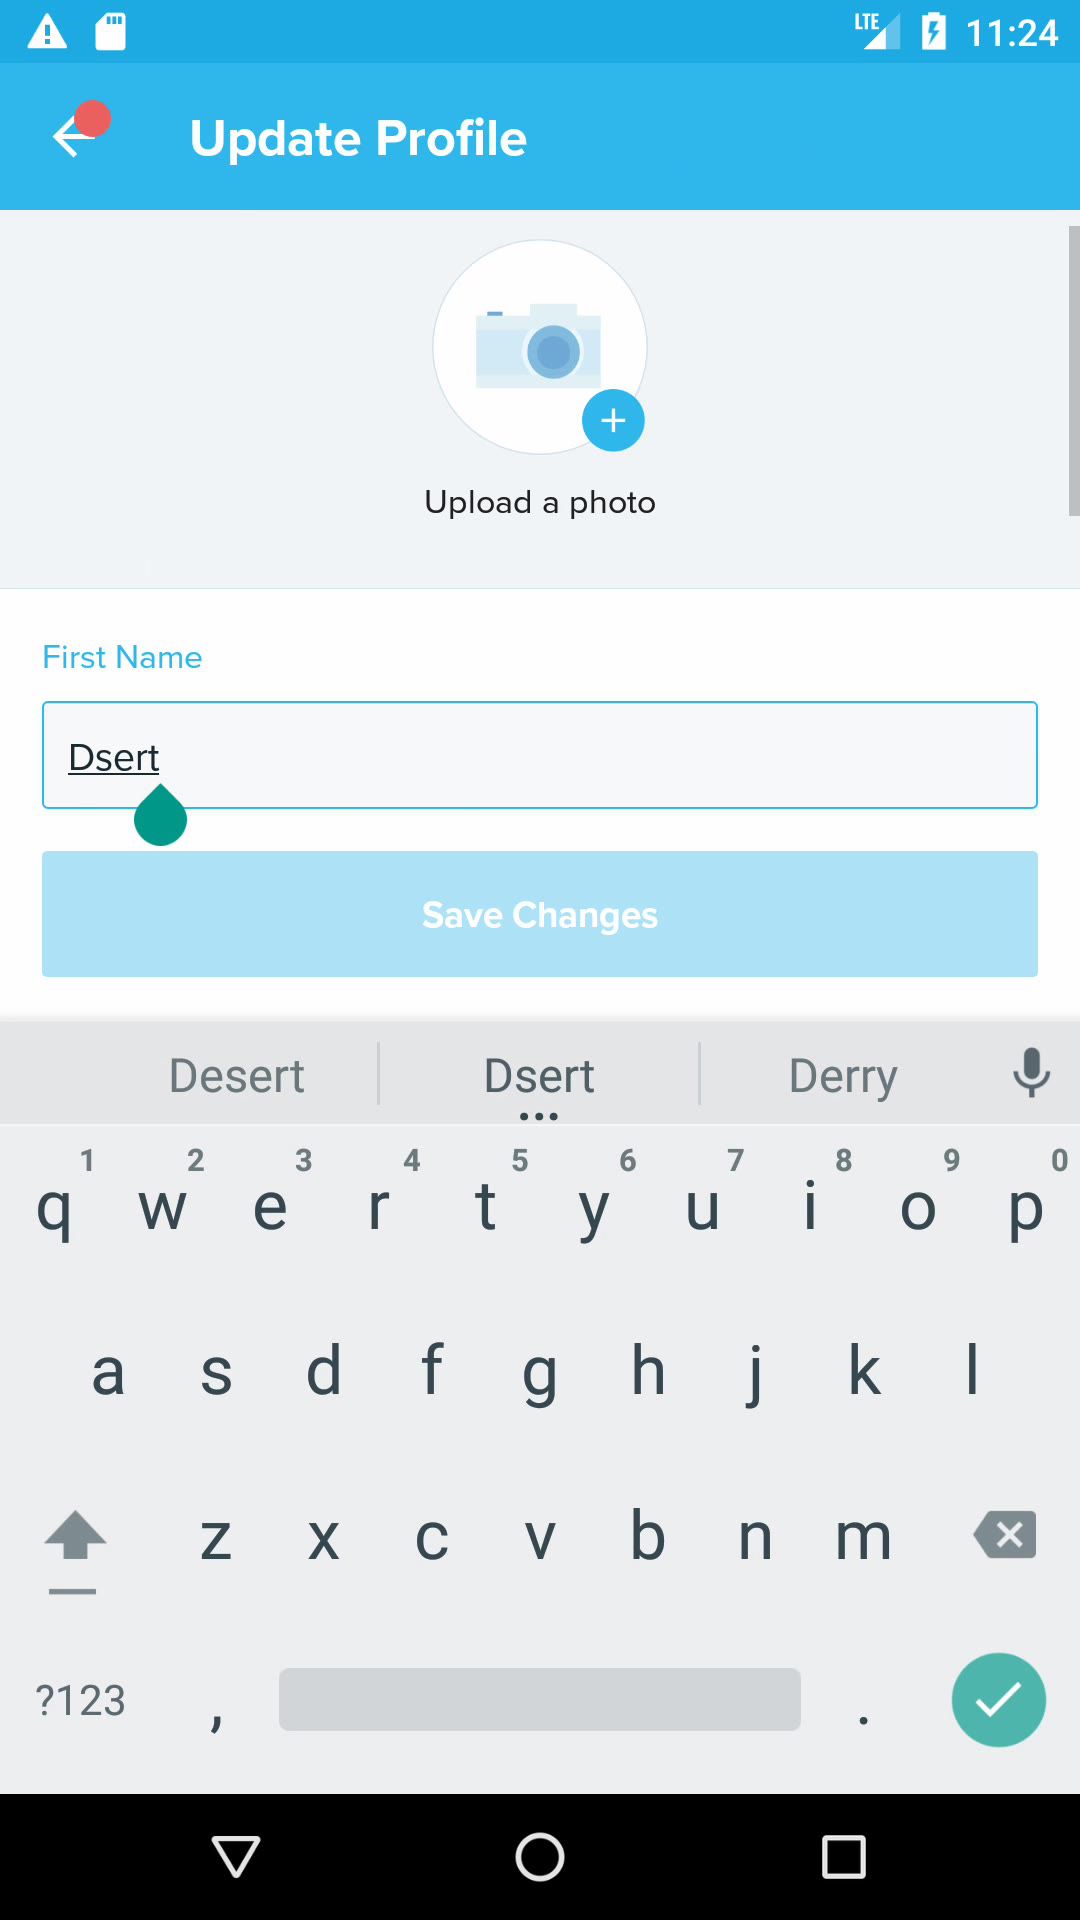 LTE 11:24
Update Profile
Upload a photo
First Name
Dsert
Save Changes
Desert Dsert Derry
1 2 3 4 5 6 7 8 9 0
q w e r t y u i o p
a s d f g h j k l
z x c v b n m
?123 , .